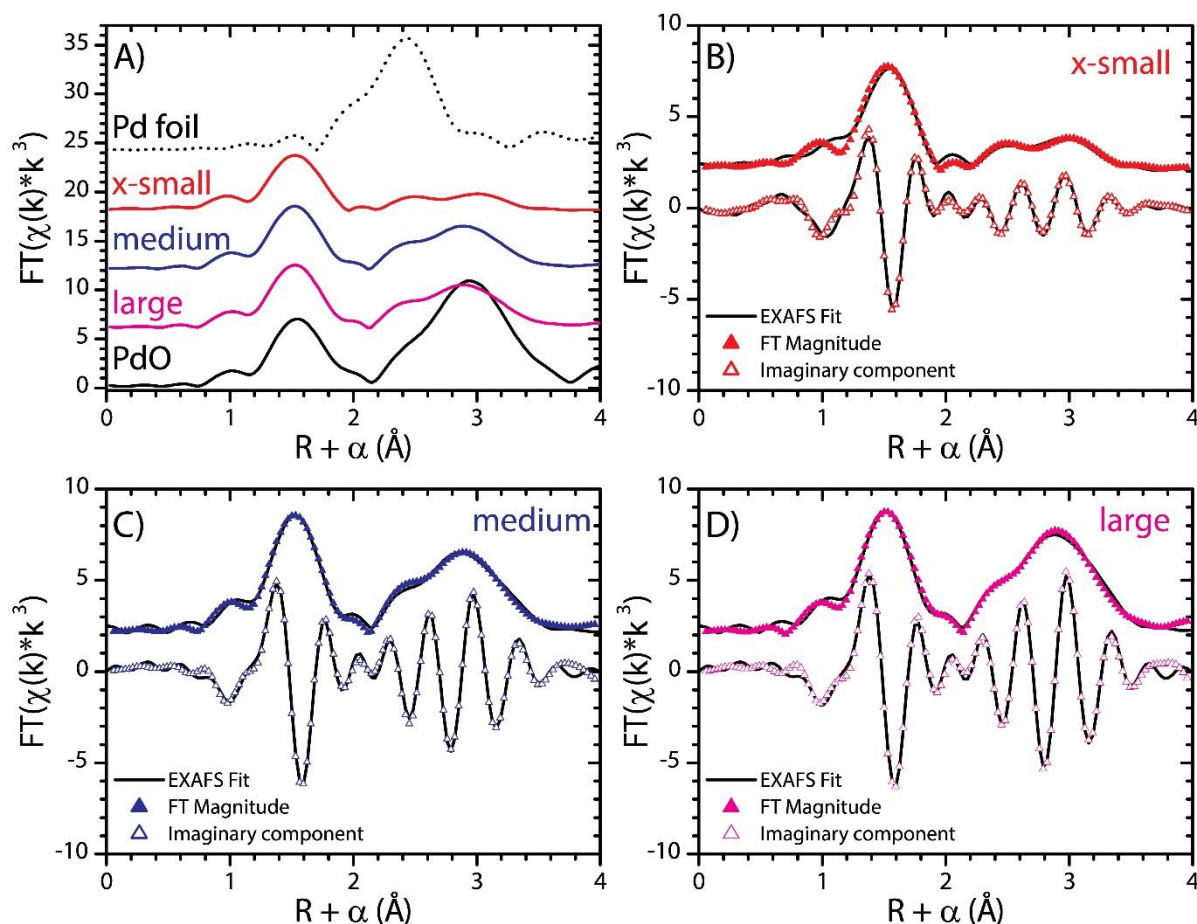 A)
FT(χ(k)*k³)
35
30
25
20
15
10
5
0
Pd foil
x-small
medium
large
PdO
0 1 2 3 4
R + α (Å)
B)
x-small
FT(χ(k)*k³)
10
5
0
-5
-10
EXAFS Fit
FT Magnitude
Imaginary component
0 1 2 3 4
R + α (Å)
C)
medium
FT(χ(k)*k³)
10
5
0
-5
-10
EXAFS Fit
FT Magnitude
Imaginary component
0 1 2 3 4
R + α (Å)
D)
large
FT(χ(k)*k³)
10
5
0
-5
-10
EXAFS Fit
FT Magnitude
Imaginary component
0 1 2 3 4
R + α (Å)